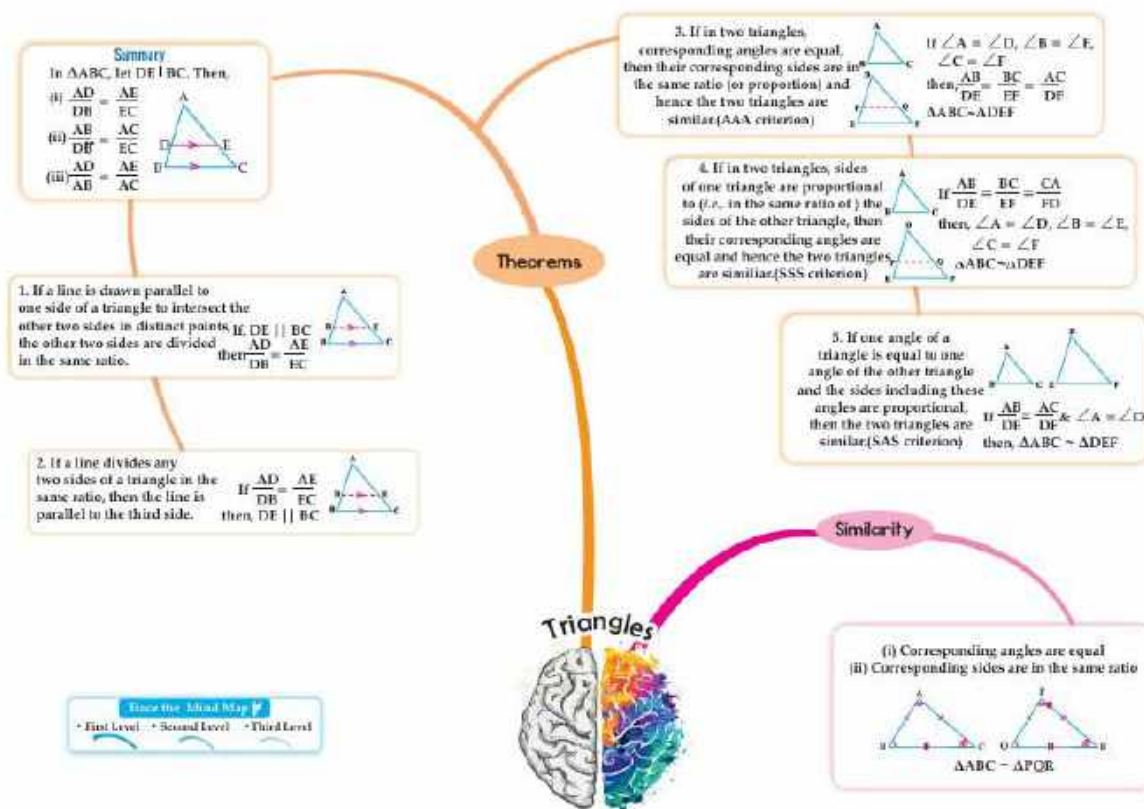 Summary
In ΔABC, let DE || BC. Then,
(i) AD/DB = AE/EC
(ii) AB/DB = AC/EC
(iii) AD/AB = AE/AC
A
D E
B C
1. If a line is drawn parallel to
one side of a triangle to intersect the
other two sides in distinct points,
the other two sides are divided
in the same ratio.
If, DE || BC
then AD/DB = AE/EC
A
B C
2. If a line divides any
two sides of a triangle in the
same ratio, then the line is
parallel to the third side.
If AD/DB = AE/EC
then, DE || BC
A
B C
Theorems
3. If in two triangles,
corresponding angles are equal,
then their corresponding sides are in
the same ratio (or proportion) and
hence the two triangles are
similar.(AAA criterion)
A
B C
D
P Q
E F
If ∠A = ∠D, ∠B = ∠E,
∠C = ∠F
then, AB/DE = BC/EF = AC/DF
ΔABC~ΔDEF
4. If in two triangles, sides
of one triangle are proportional
to (i.e., in the same ratio of ) the
sides of the other triangle, then
their corresponding angles are
equal and hence the two triangles
are similiar.(SSS criterion)
A
B C
P Q
E F
If AB/DE = BC/EF = CA/FD
then, ∠A = ∠D, ∠B = ∠E,
∠C = ∠F
ΔABC~ΔDEF
5. If one angle of a
triangle is equal to one
angle of the other triangle
and the sides including these
angles are proportional,
then the two triangles are
similar.(SAS criterion)
A
B C
E F
If AB/DE = AC/DF & ∠A = ∠D
then, ΔABC ~ ΔDEF
Similarity
(i) Corresponding angles are equal
(ii) Corresponding sides are in the same ratio
A
B C
P
Q R
ΔABC ~ ΔPQR
Triangles
Trace the Mind Map
• First Level • Second Level • Third Level